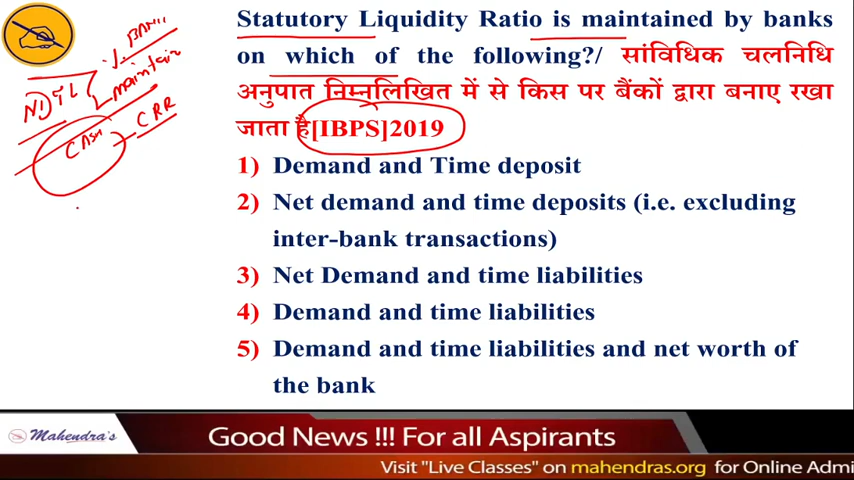 Statutory Liquidity Ratio is maintained by banks
on which of the following?/ सांविधिक चलनिधि
अनुपात निम्नलिखित में से किस पर बैंकों द्वारा बनाए रखा
जाता है[IBPS]2019
1) Demand and Time deposit
2) Net demand and time deposits (i.e. excluding
inter-bank transactions)
3) Net Demand and time liabilities
4) Demand and time liabilities
5) Demand and time liabilities and net worth of
the bank
NDTL
% Bank
maintain
CASH
CRR
Mahendra's
Good News !!! For all Aspirants
Visit "Live Classes" on mahendras.org for Online Admi